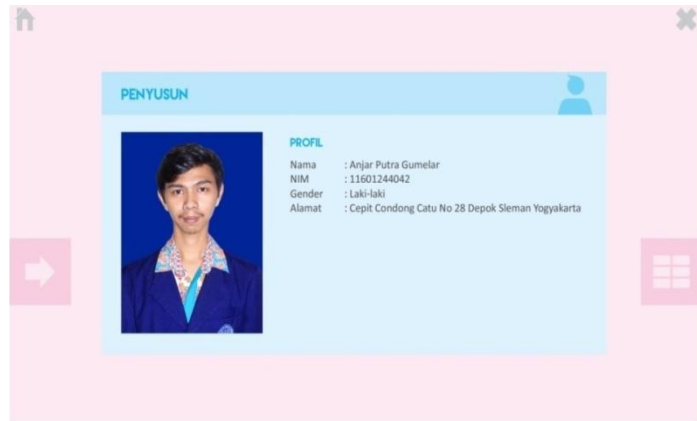 PENYUSUN
PROFIL
Nama : Anjar Putra Gumelar
NIM : 11601244042
Gender : Laki-laki
Alamat : Cepit Condong Catu No 28 Depok Sleman Yogyakarta